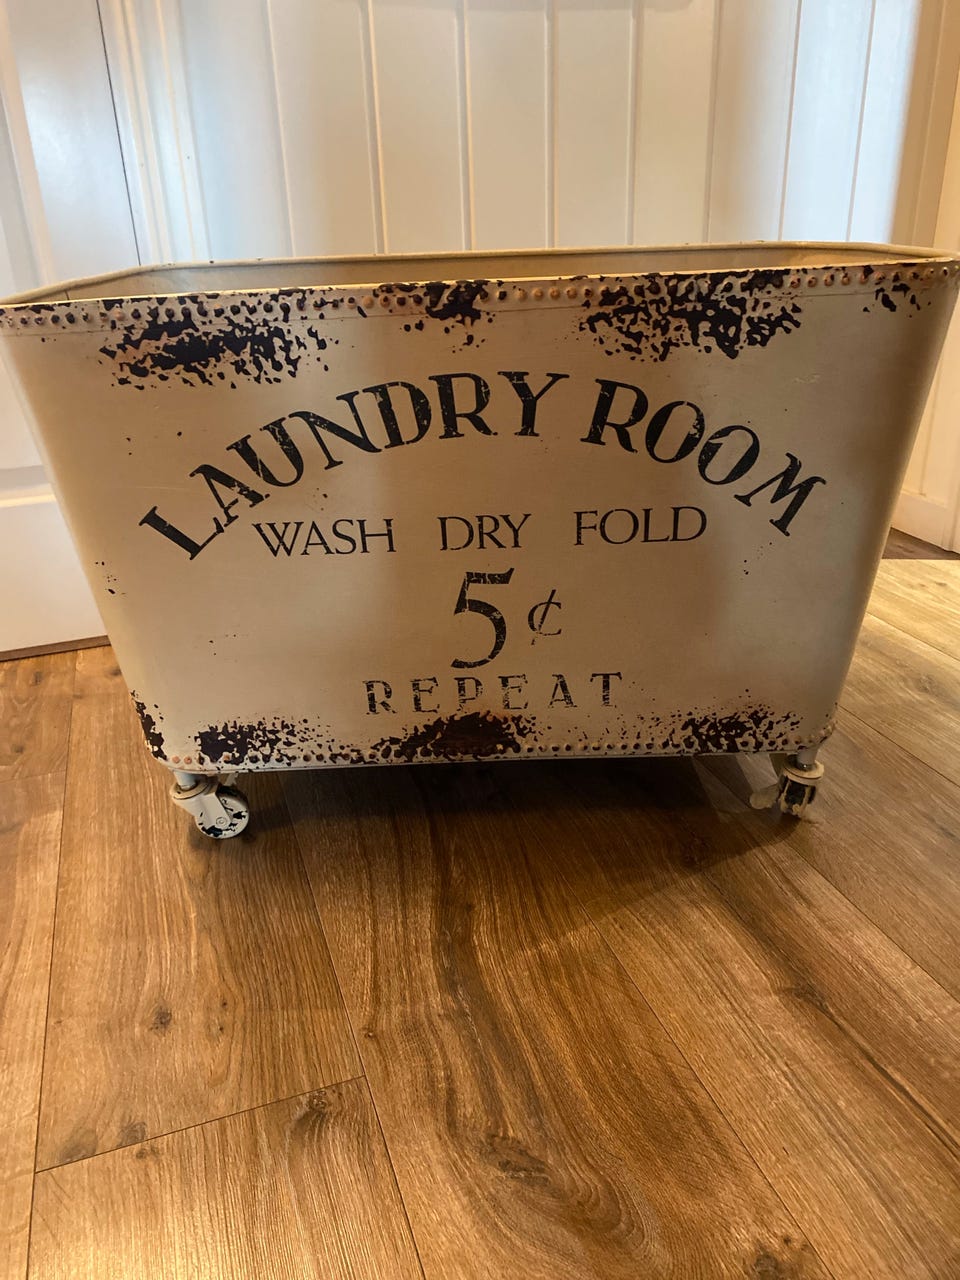 LAUNDRY ROOM
WASH DRY FOLD
5¢
REPEAT